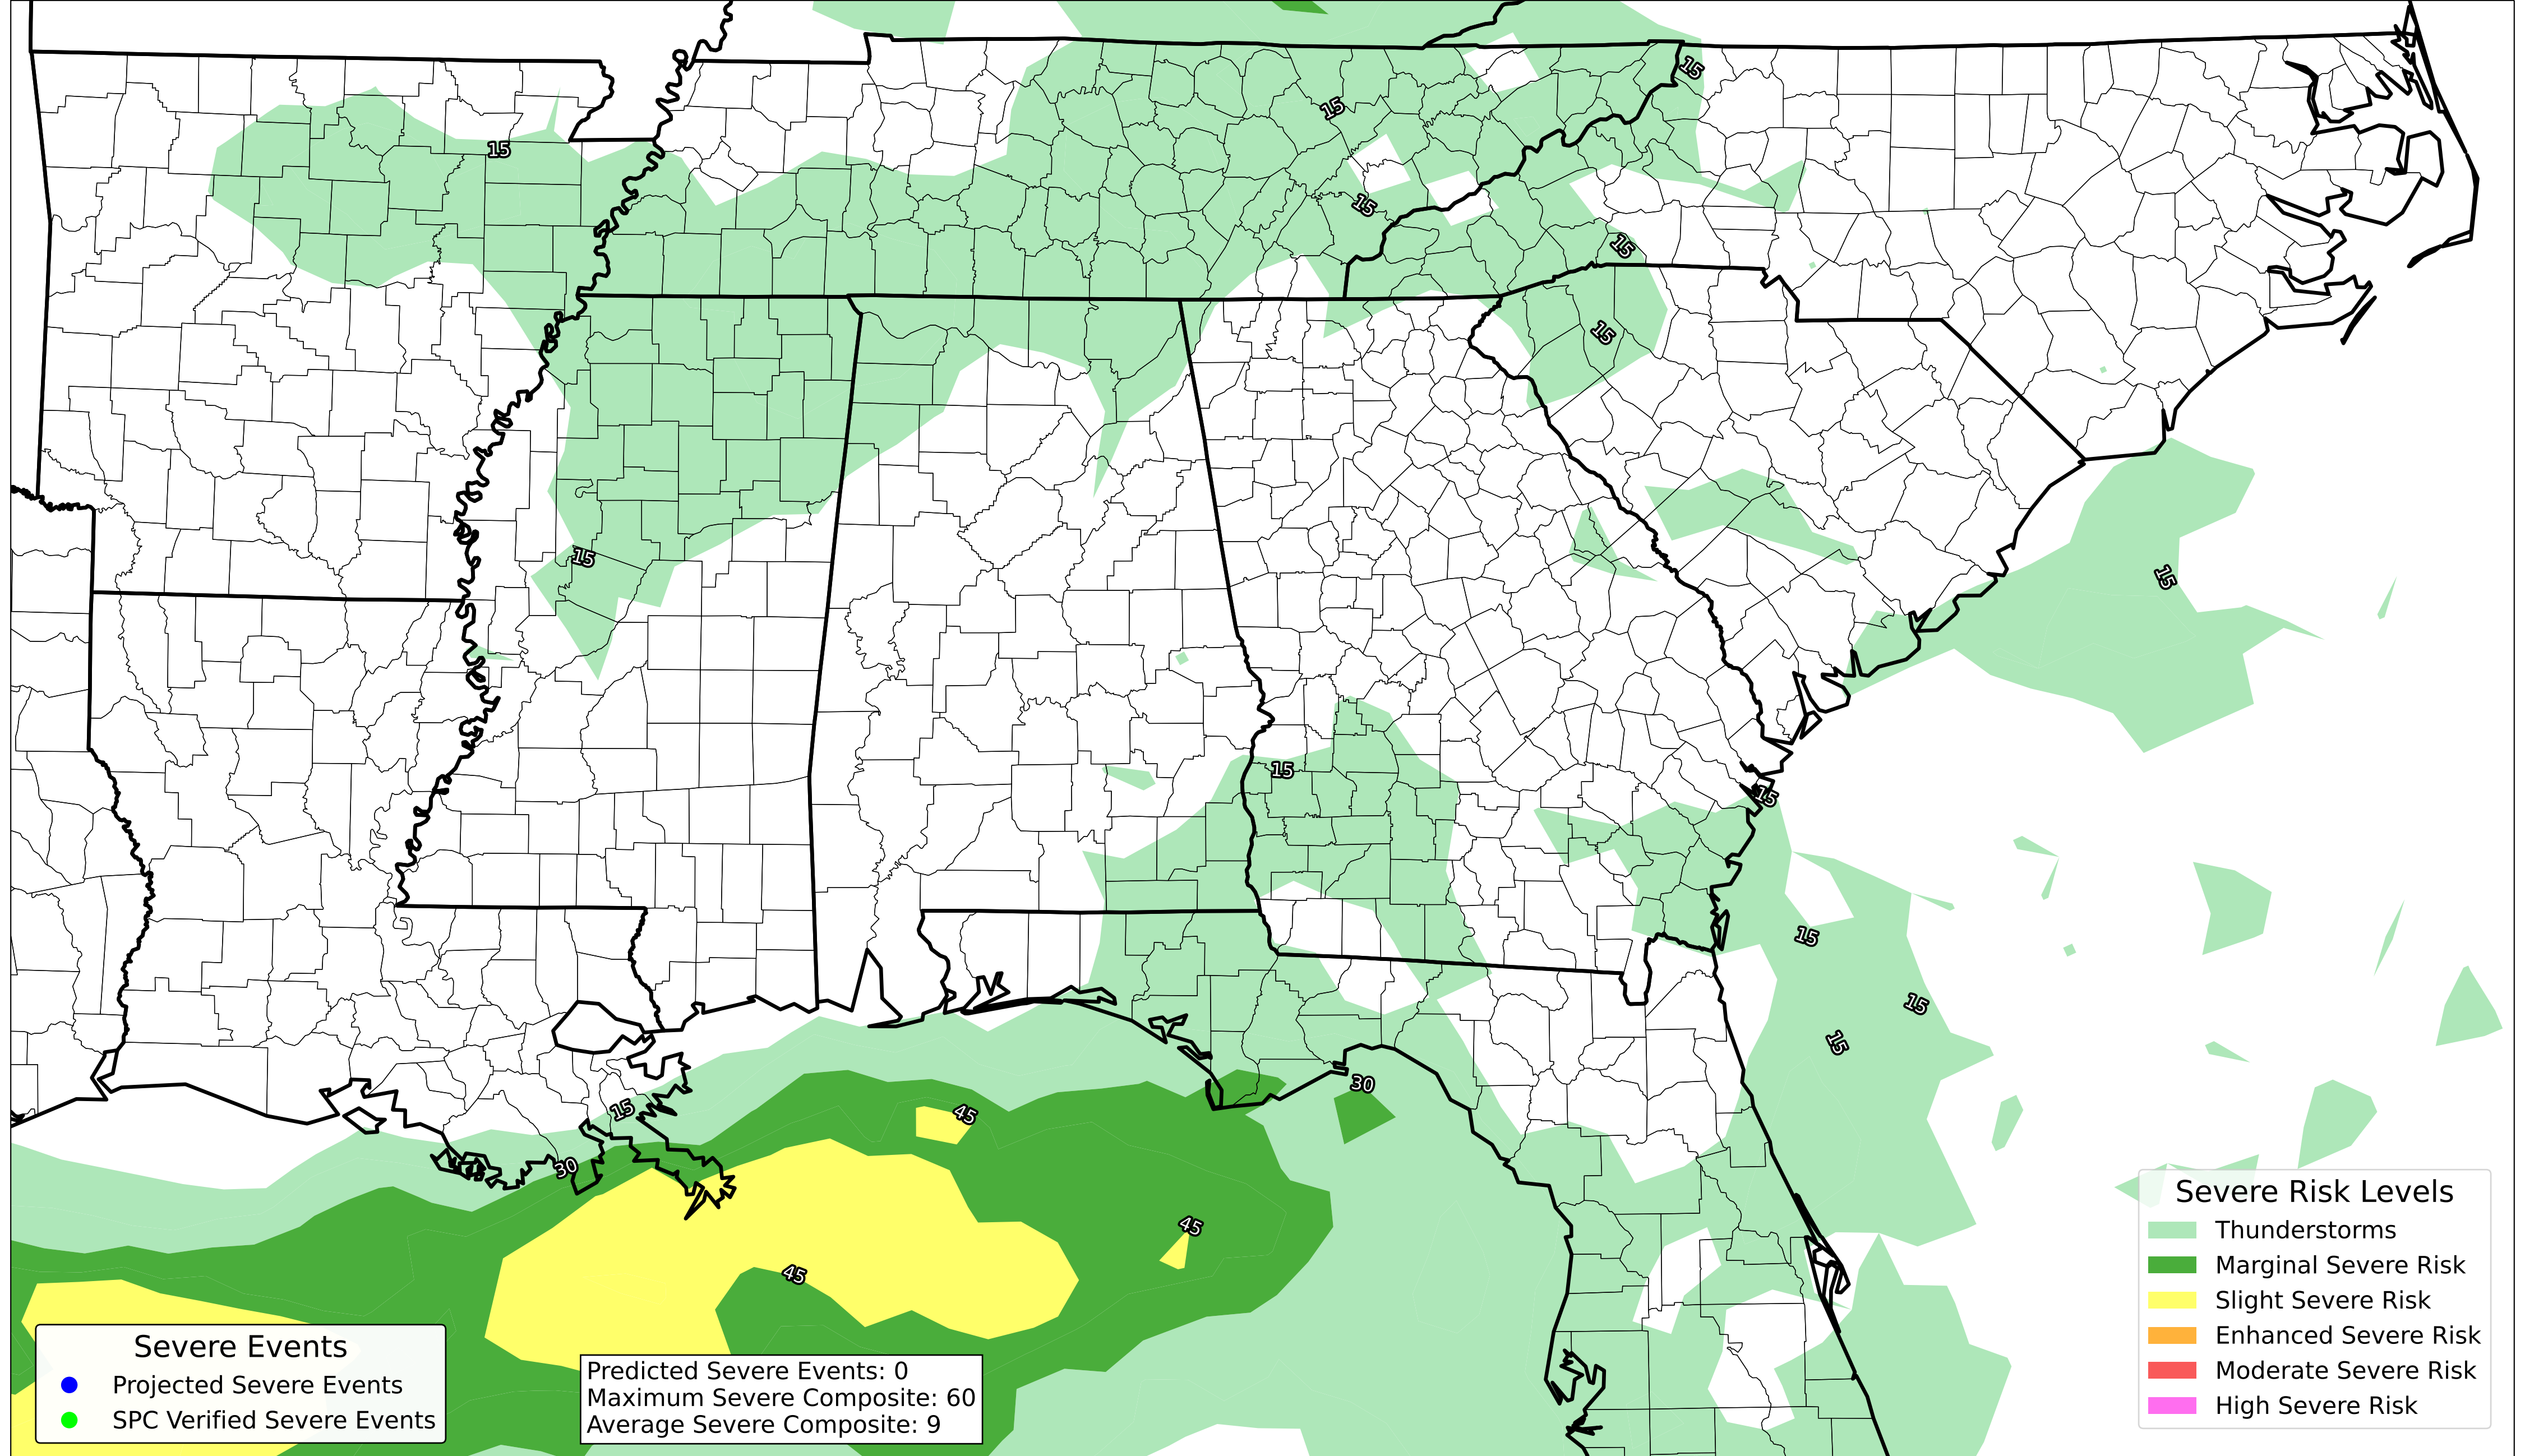 15
15
15
15
15
15
15
15
15
15
15
15
15
30
15
45
30
45
45
Severe Risk Levels
Thunderstorms
Marginal Severe Risk
Slight Severe Risk
Enhanced Severe Risk
Moderate Severe Risk
High Severe Risk
Severe Events
Projected Severe Events
SPC Verified Severe Events
Predicted Severe Events: 0
Maximum Severe Composite: 60
Average Severe Composite: 9